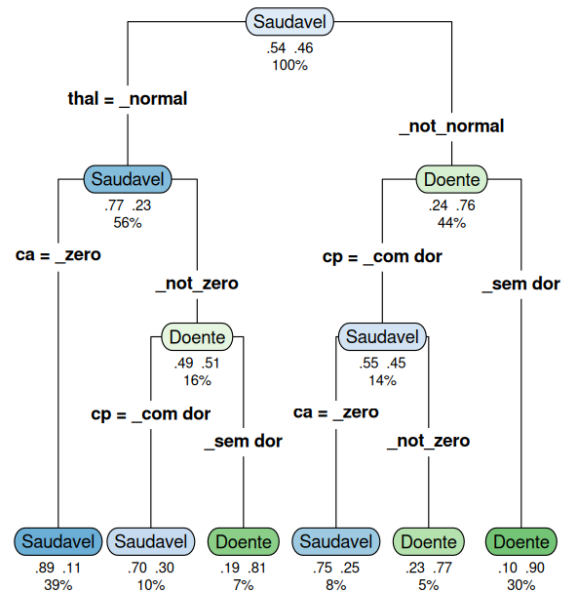 Saudavel
.54 .46
100%
thal = _normal
_not_normal
Saudavel
.77 .23
56%
Doente
.24 .76
44%
ca = _zero
_not_zero
cp = _com dor
_sem dor
Doente
.49 .51
16%
Saudavel
.55 .45
14%
cp = _com dor
_sem dor
ca = _zero
_not_zero
Saudavel
.89 .11
39%
Saudavel
.70 .30
10%
Doente
.19 .81
7%
Saudavel
.75 .25
8%
Doente
.23 .77
5%
Doente
.10 .90
30%